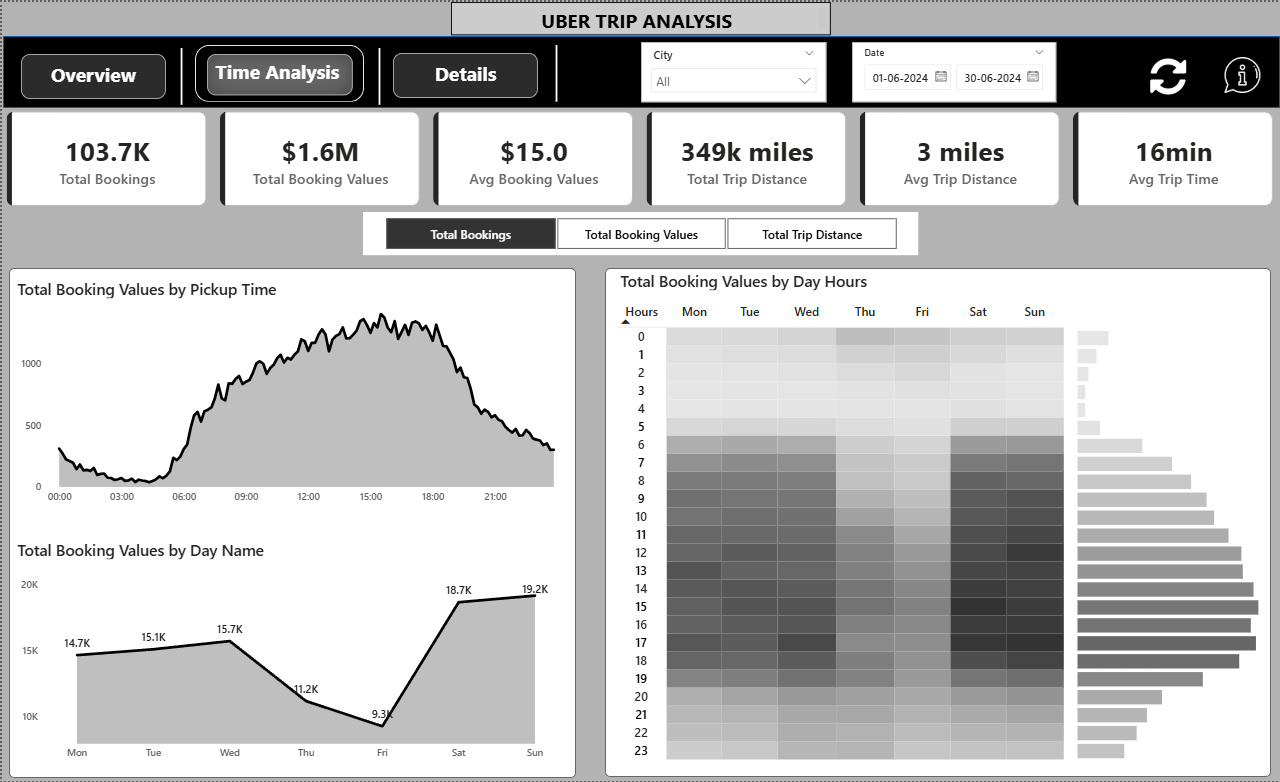 UBER TRIP ANALYSIS
Overview
Time Analysis
Details
City
All
Date
01-06-2024
30-06-2024
103.7K
Total Bookings
$1.6M
Total Booking Values
$15.0
Avg Booking Values
349k miles
Total Trip Distance
3 miles
Avg Trip Distance
16min
Avg Trip Time
Total Bookings
Total Booking Values
Total Trip Distance
Total Booking Values by Pickup Time
1000
500
0
00:00 03:00 06:00 09:00 12:00 15:00 18:00 21:00
Total Booking Values by Day Name
20K
15K
10K
14.7K
15.1K
15.7K
11.2K
9.3K
18.7K
19.2K
Mon Tue Wed Thu Fri Sat Sun
Total Booking Values by Day Hours
Hours Mon Tue Wed Thu Fri Sat Sun
0
1
2
3
4
5
6
7
8
9
10
11
12
13
14
15
16
17
18
19
20
21
22
23